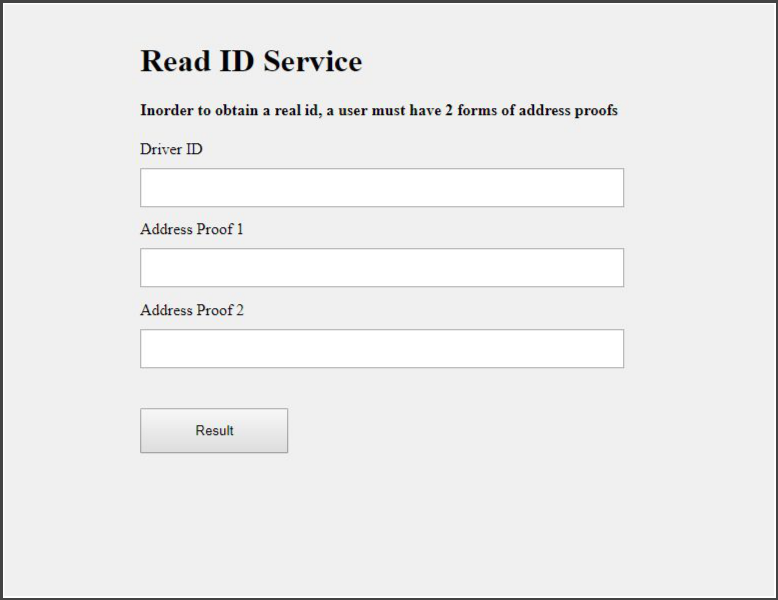 Read ID Service
Inorder to obtain a real id, a user must have 2 forms of address proofs
Driver ID
Address Proof 1
Address Proof 2
Result